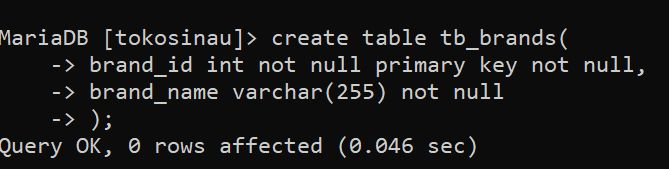 MariaDB [tokosinau]> create table tb_brands(
    -> brand_id int not null primary key not null,
    -> brand_name varchar(255) not null
    -> );
Query OK, 0 rows affected (0.046 sec)